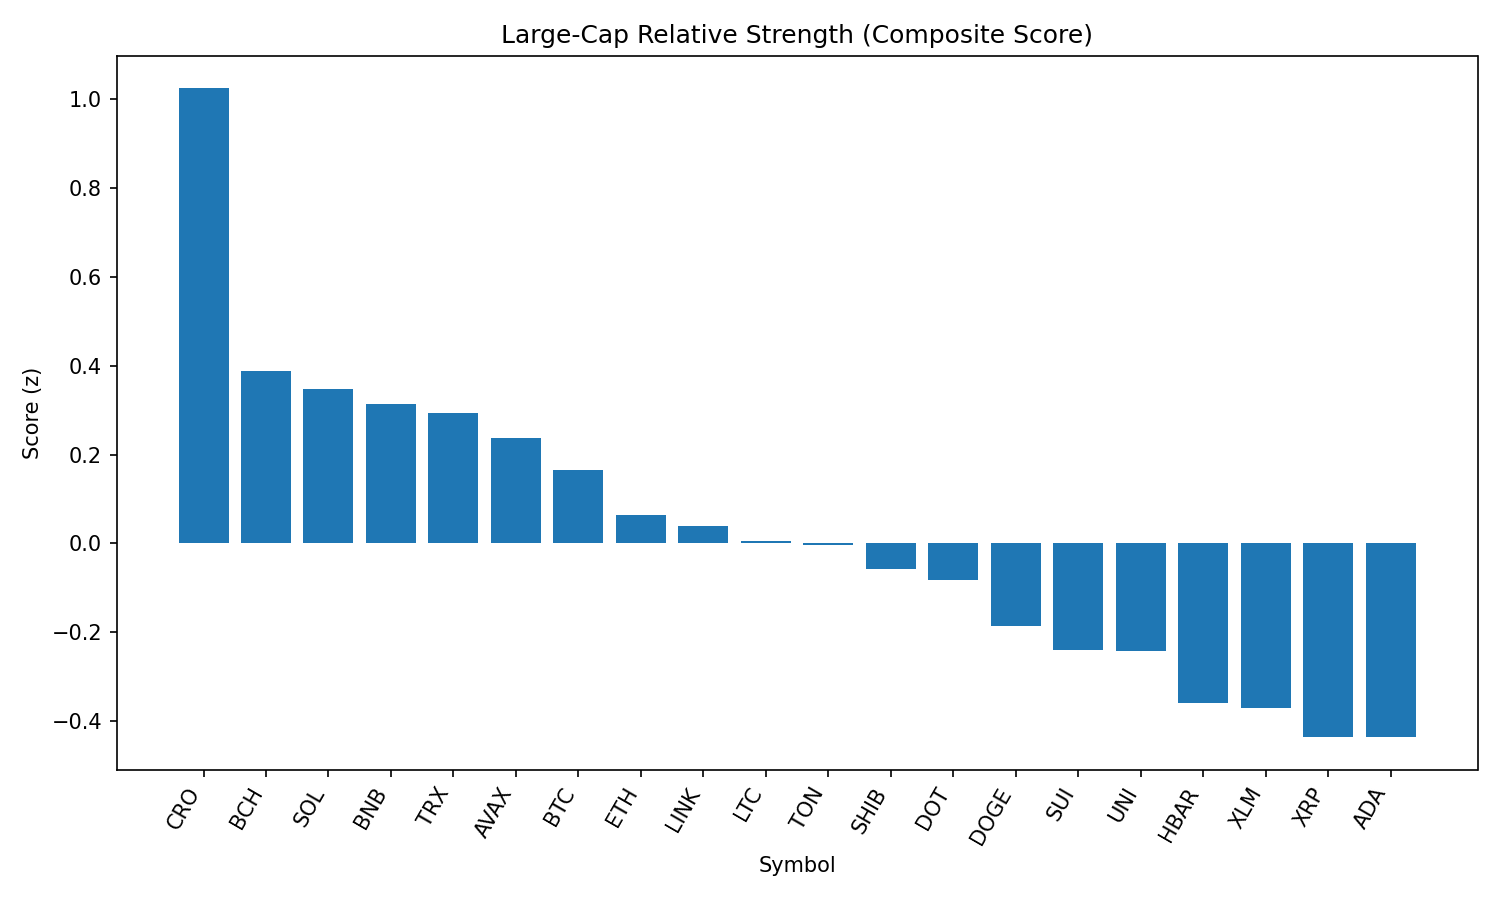 Large-Cap Relative Strength (Composite Score)
Score (z)
1.0
0.8
0.6
0.4
0.2
0.0
−0.2
−0.4
CRO
BCH
SOL
BNB
TRX
AVAX
BTC
ETH
LINK
LTC
TON
SHIB
DOT
DOGE
SUI
UNI
HBAR
XLM
XRP
ADA
Symbol